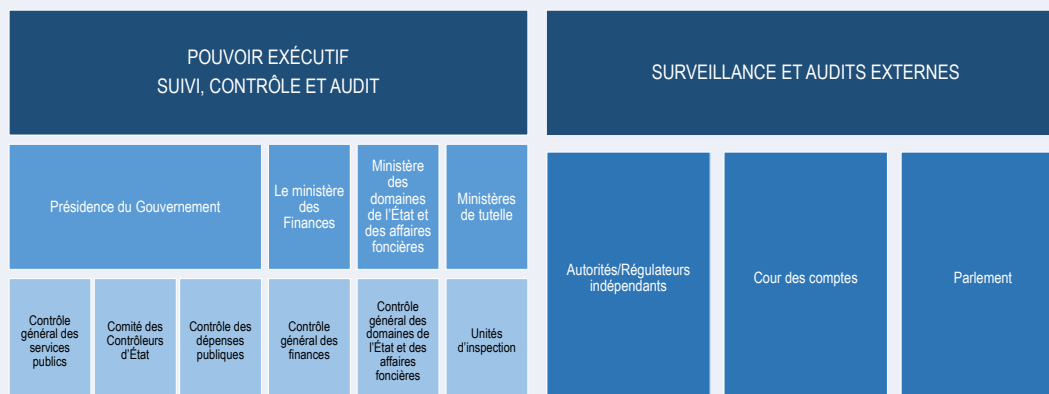 POUVOIR EXÉCUTIF
SUIVI, CONTRÔLE ET AUDIT
SURVEILLANCE ET AUDITS EXTERNES
Présidence du Gouvernement
Le ministère
des
Finances
Ministère
des
domaines
de l'État et
des affaires
foncières
Ministères
de tutelle
Autorités/Régulateurs
indépendants
Cour des comptes
Parlement
Contrôle
général des
services
publics
Comité des
Contrôleurs
d'État
Contrôle des
dépenses
publiques
Contrôle
général des
finances
Contrôle
général des
domaines de
l'État et des
affaires
foncières
Unités
d'inspection